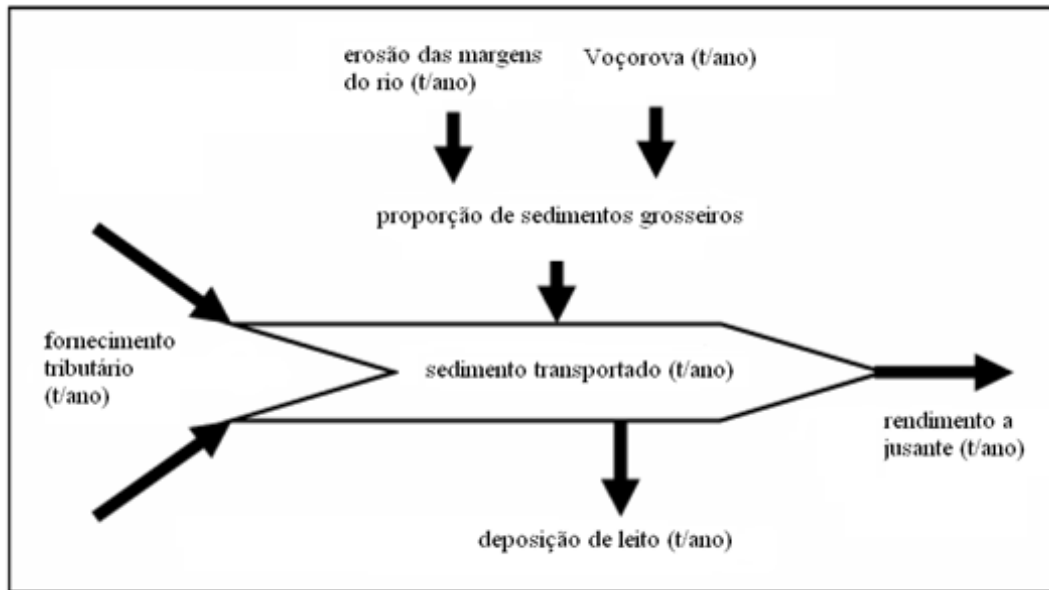 erosão das margens
do rio (t/ano)
Voçorova (t/ano)
proporção de sedimentos grosseiros
fornecimento
tributário
(t/ano)
sedimento transportado (t/ano)
rendimento a
jusante (t/ano)
deposição de leito (t/ano)